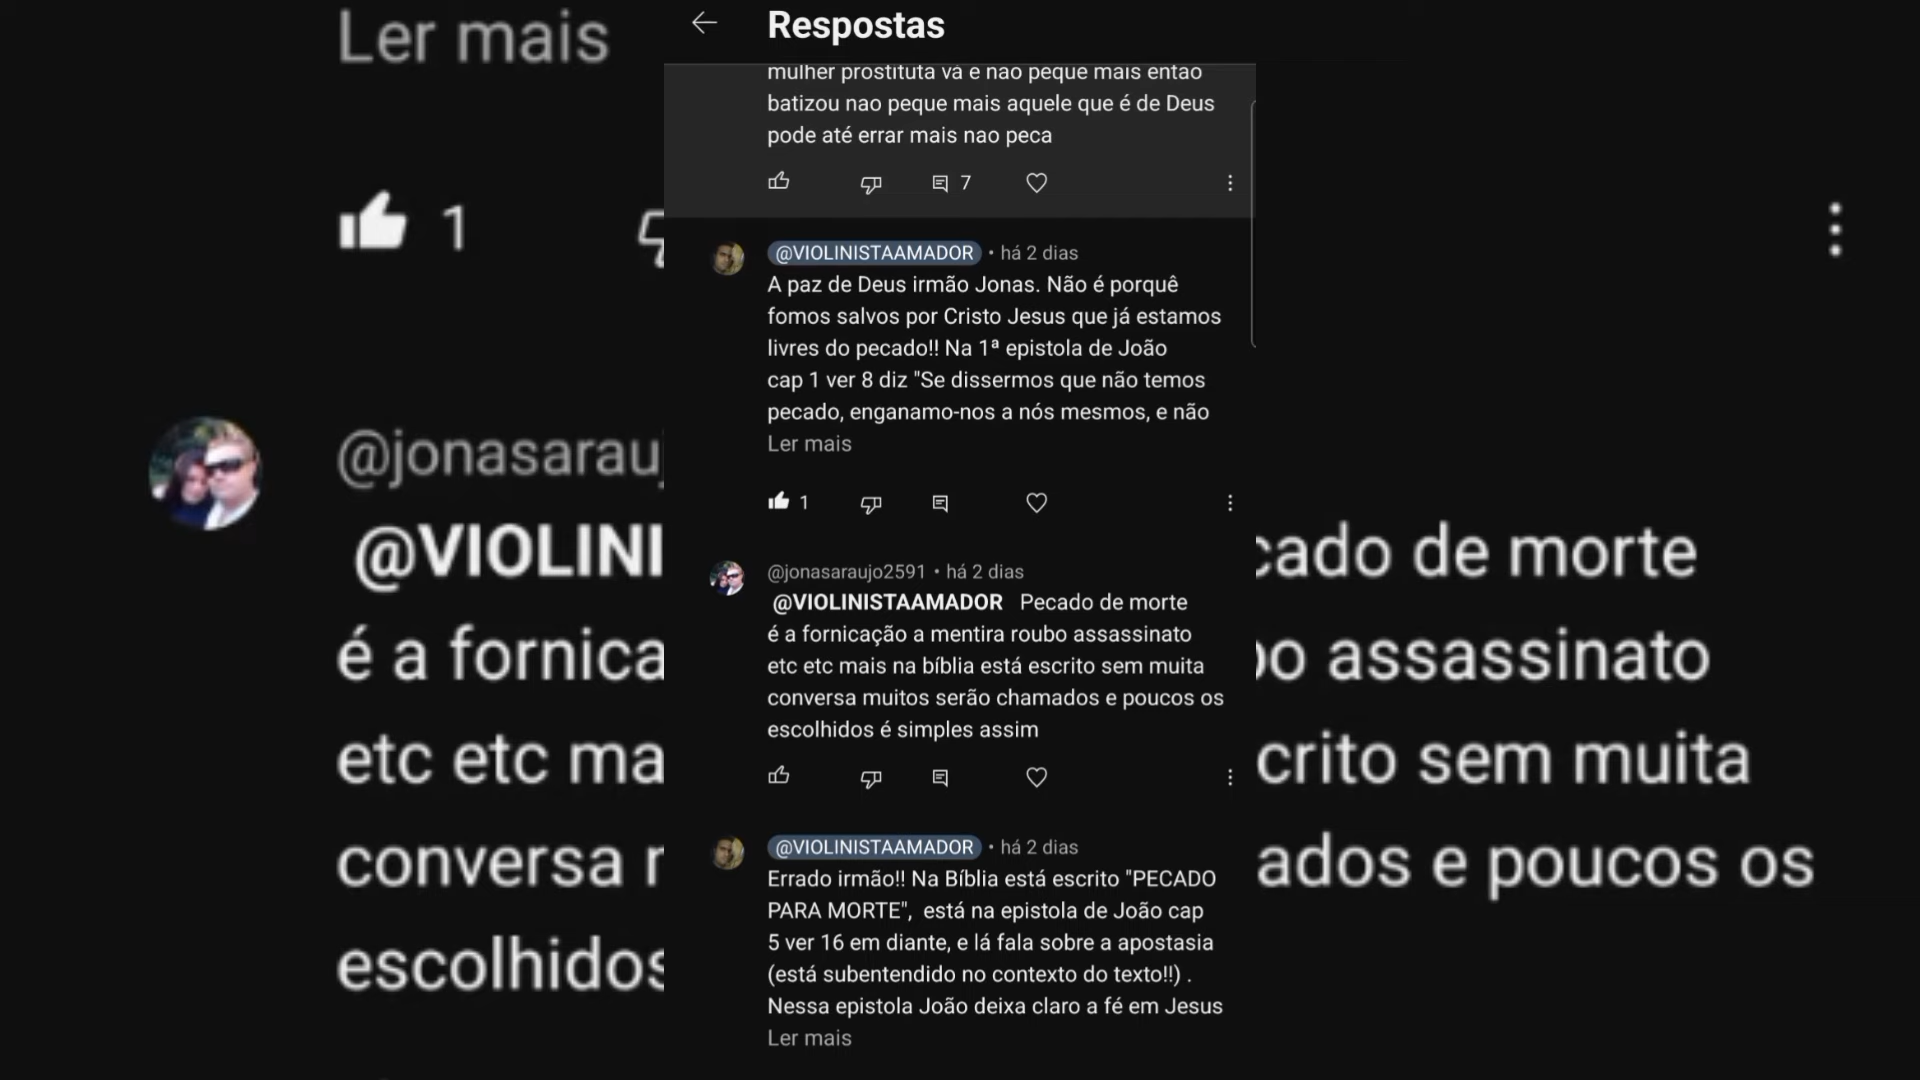 Ler mais
1
@jonasarau
@VIOLINI
cado de morte
é a fornica
o assassinato
etc etc ma
crito sem muita
conversa
ados e poucos os
escolhidos
Respostas
mulher prostituta vá e nao peque mais entao
batizou nao peque mais aquele que é de Deus
pode até errar mais nao peca
7
@VIOLINISTAAMADOR • há 2 dias
A paz de Deus irmão Jonas. Não é porquê
fomos salvos por Cristo Jesus que já estamos
livres do pecado!! Na 1ª epistola de João
cap 1 ver 8 diz "Se dissermos que não temos
pecado, enganamo-nos a nós mesmos, e não
Ler mais
1
@jonasaraujo2591 • há 2 dias
@VIOLINISTAAMADOR Pecado de morte
é a fornicação a mentira roubo assassinato
etc etc mais na bíblia está escrito sem muita
conversa muitos serão chamados e poucos os
escolhidos é simples assim
@VIOLINISTAAMADOR • há 2 dias
Errado irmão!! Na Bíblia está escrito "PECADO
PARA MORTE", está na epistola de João cap
5 ver 16 em diante, e lá fala sobre a apostasia
(está subentendido no contexto do texto!!) .
Nessa epistola João deixa claro a fé em Jesus
Ler mais